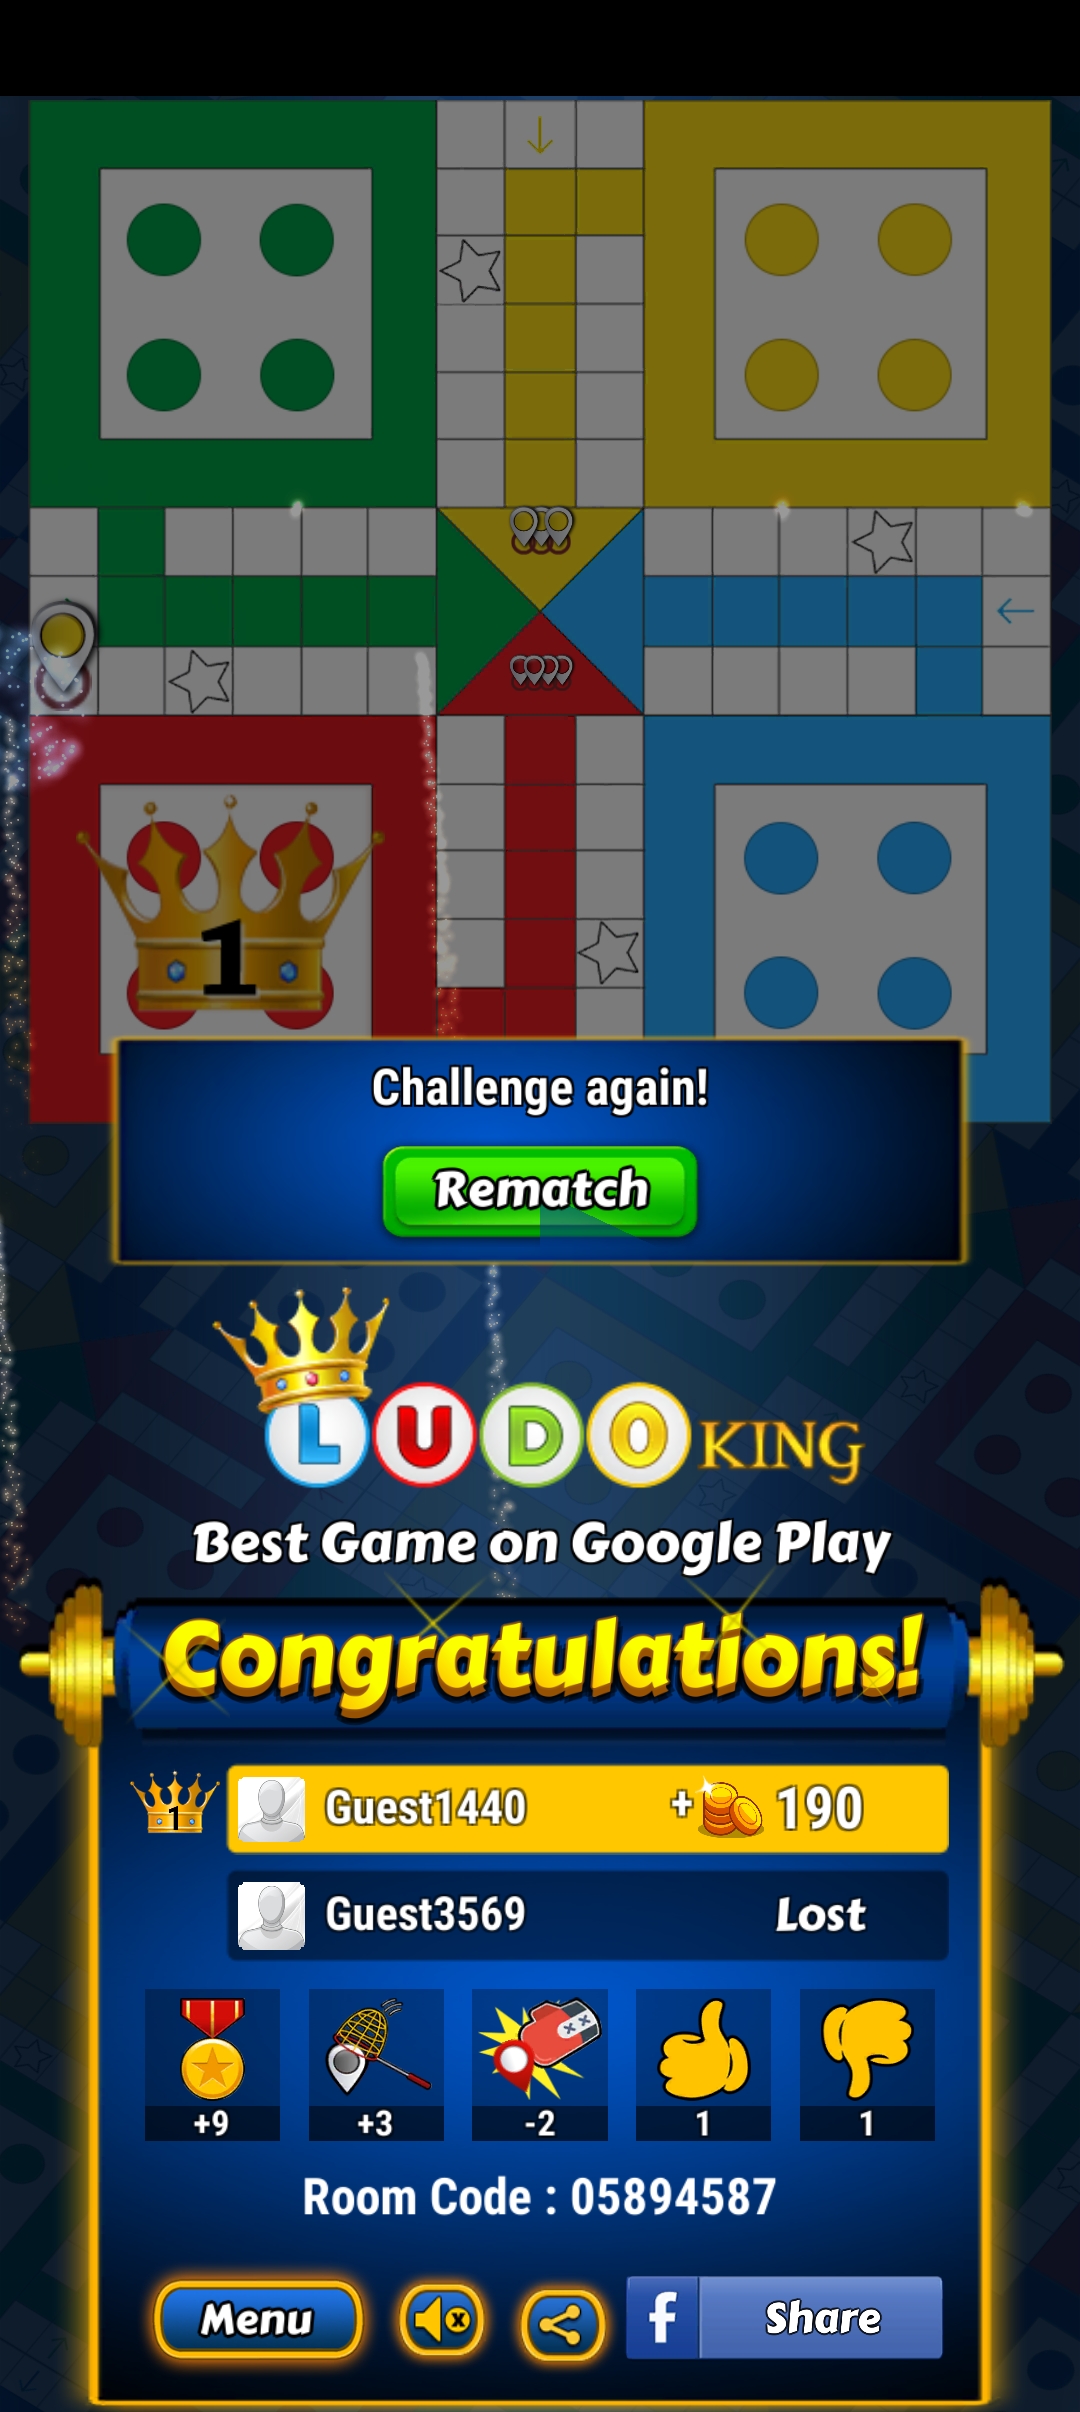 1
Challenge again!
Rematch
LUDO KING
Best Game on Google Play
Congratulations!
1 Guest1440 + 190
Guest3569 Lost
+9 +3 -2 1 1
Room Code : 05894587
Menu x f Share